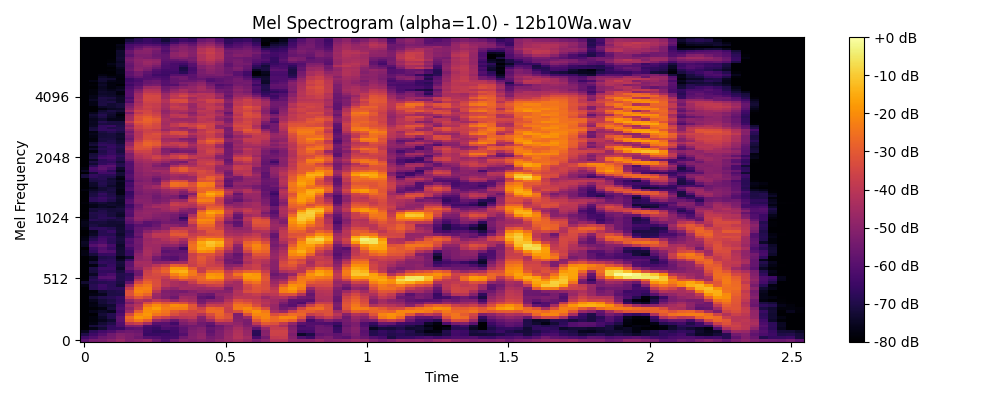 Mel Spectrogram (alpha=1.0) - 12b10Wa.wav
Mel Frequency
4096
2048
1024
512
0
0
0.5
1
1.5
2
2.5
Time
+0 dB
-10 dB
-20 dB
-30 dB
-40 dB
-50 dB
-60 dB
-70 dB
-80 dB